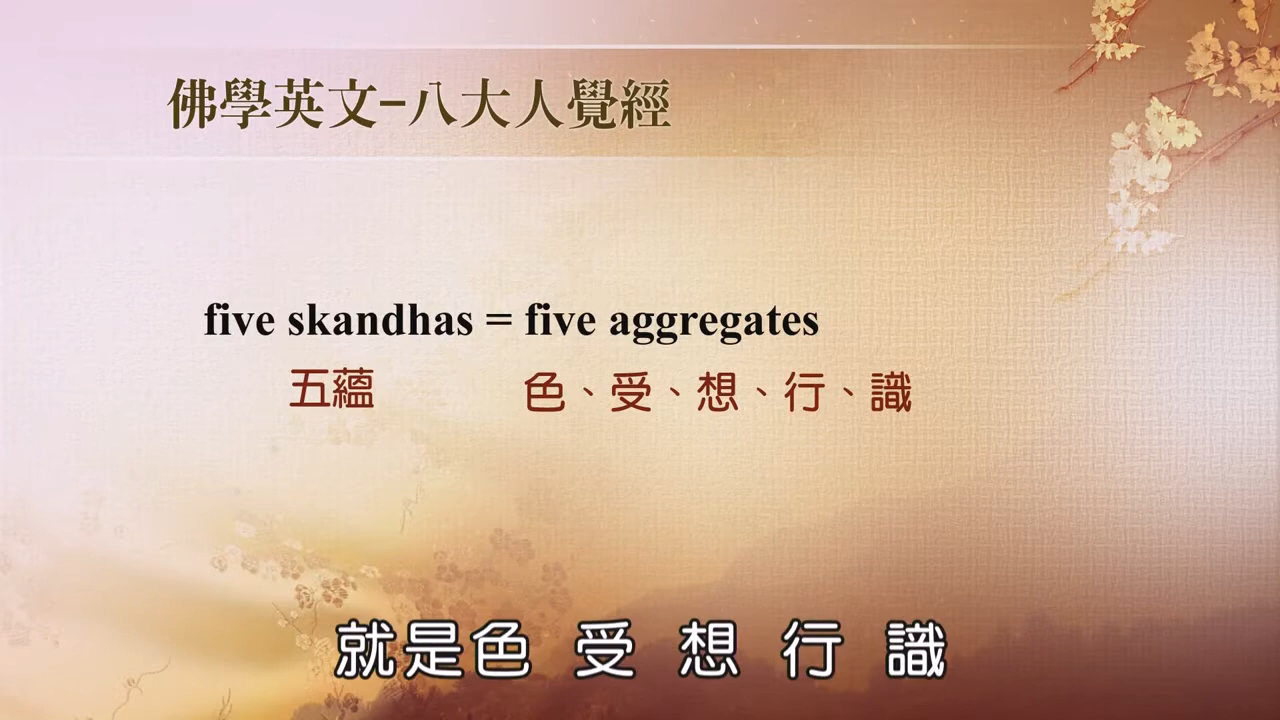 佛學英文-八大人覺經
five skandhas = five aggregates
五蘊 色、受、想、行、識
就是色 受 想 行 識